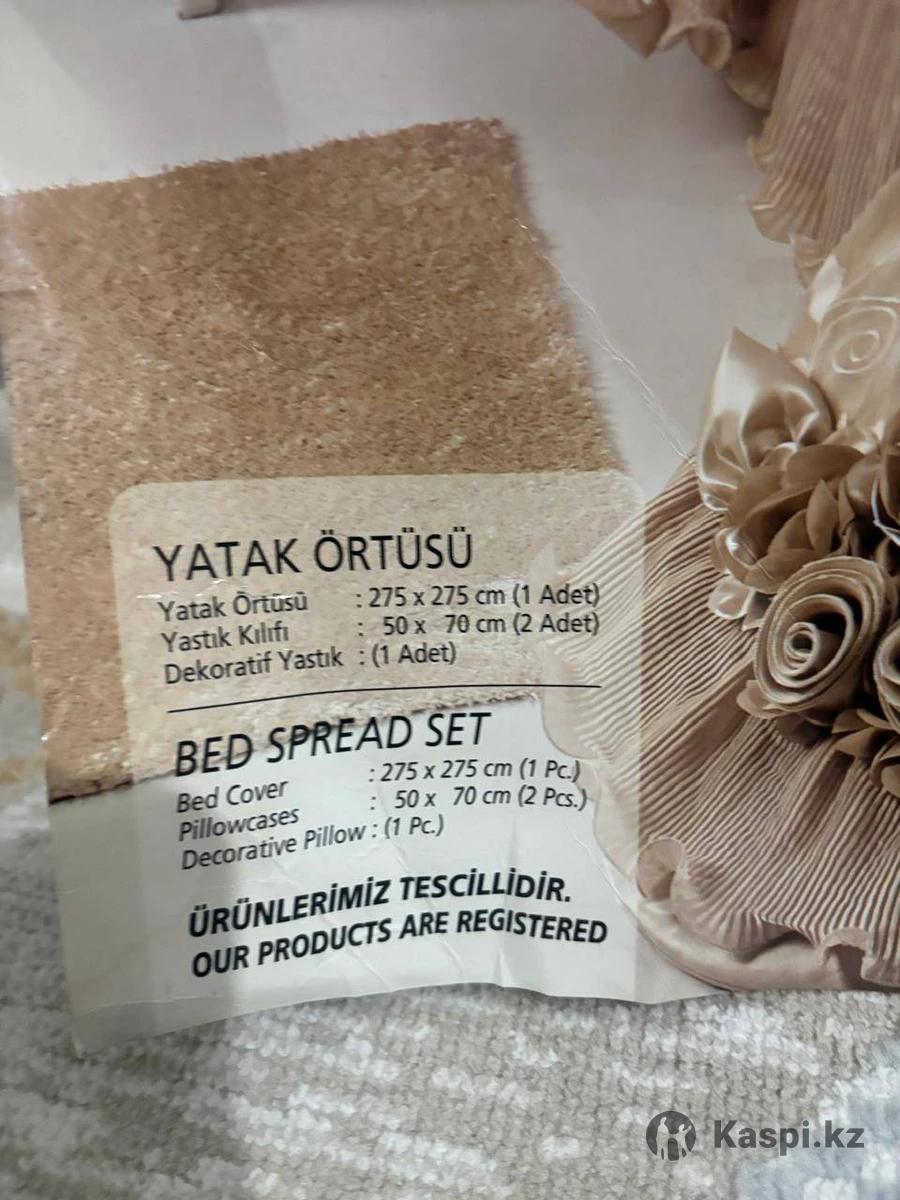 YATAK ÖRTÜSÜ
Yatak Örtüsü : 275 x 275 cm (1 Adet)
Yastık Kılıfı : 50 x 70 cm (2 Adet)
Dekoratif Yastık : (1 Adet)
BED SPREAD SET
Bed Cover : 275 x 275 cm (1 Pc.)
Pillowcases : 50 x 70 cm (2 Pcs.)
Decorative Pillow : (1 Pc.)
ÜRÜNLERİMİZ TESCİLLİDİR.
OUR PRODUCTS ARE REGISTERED
Kaspi.kz